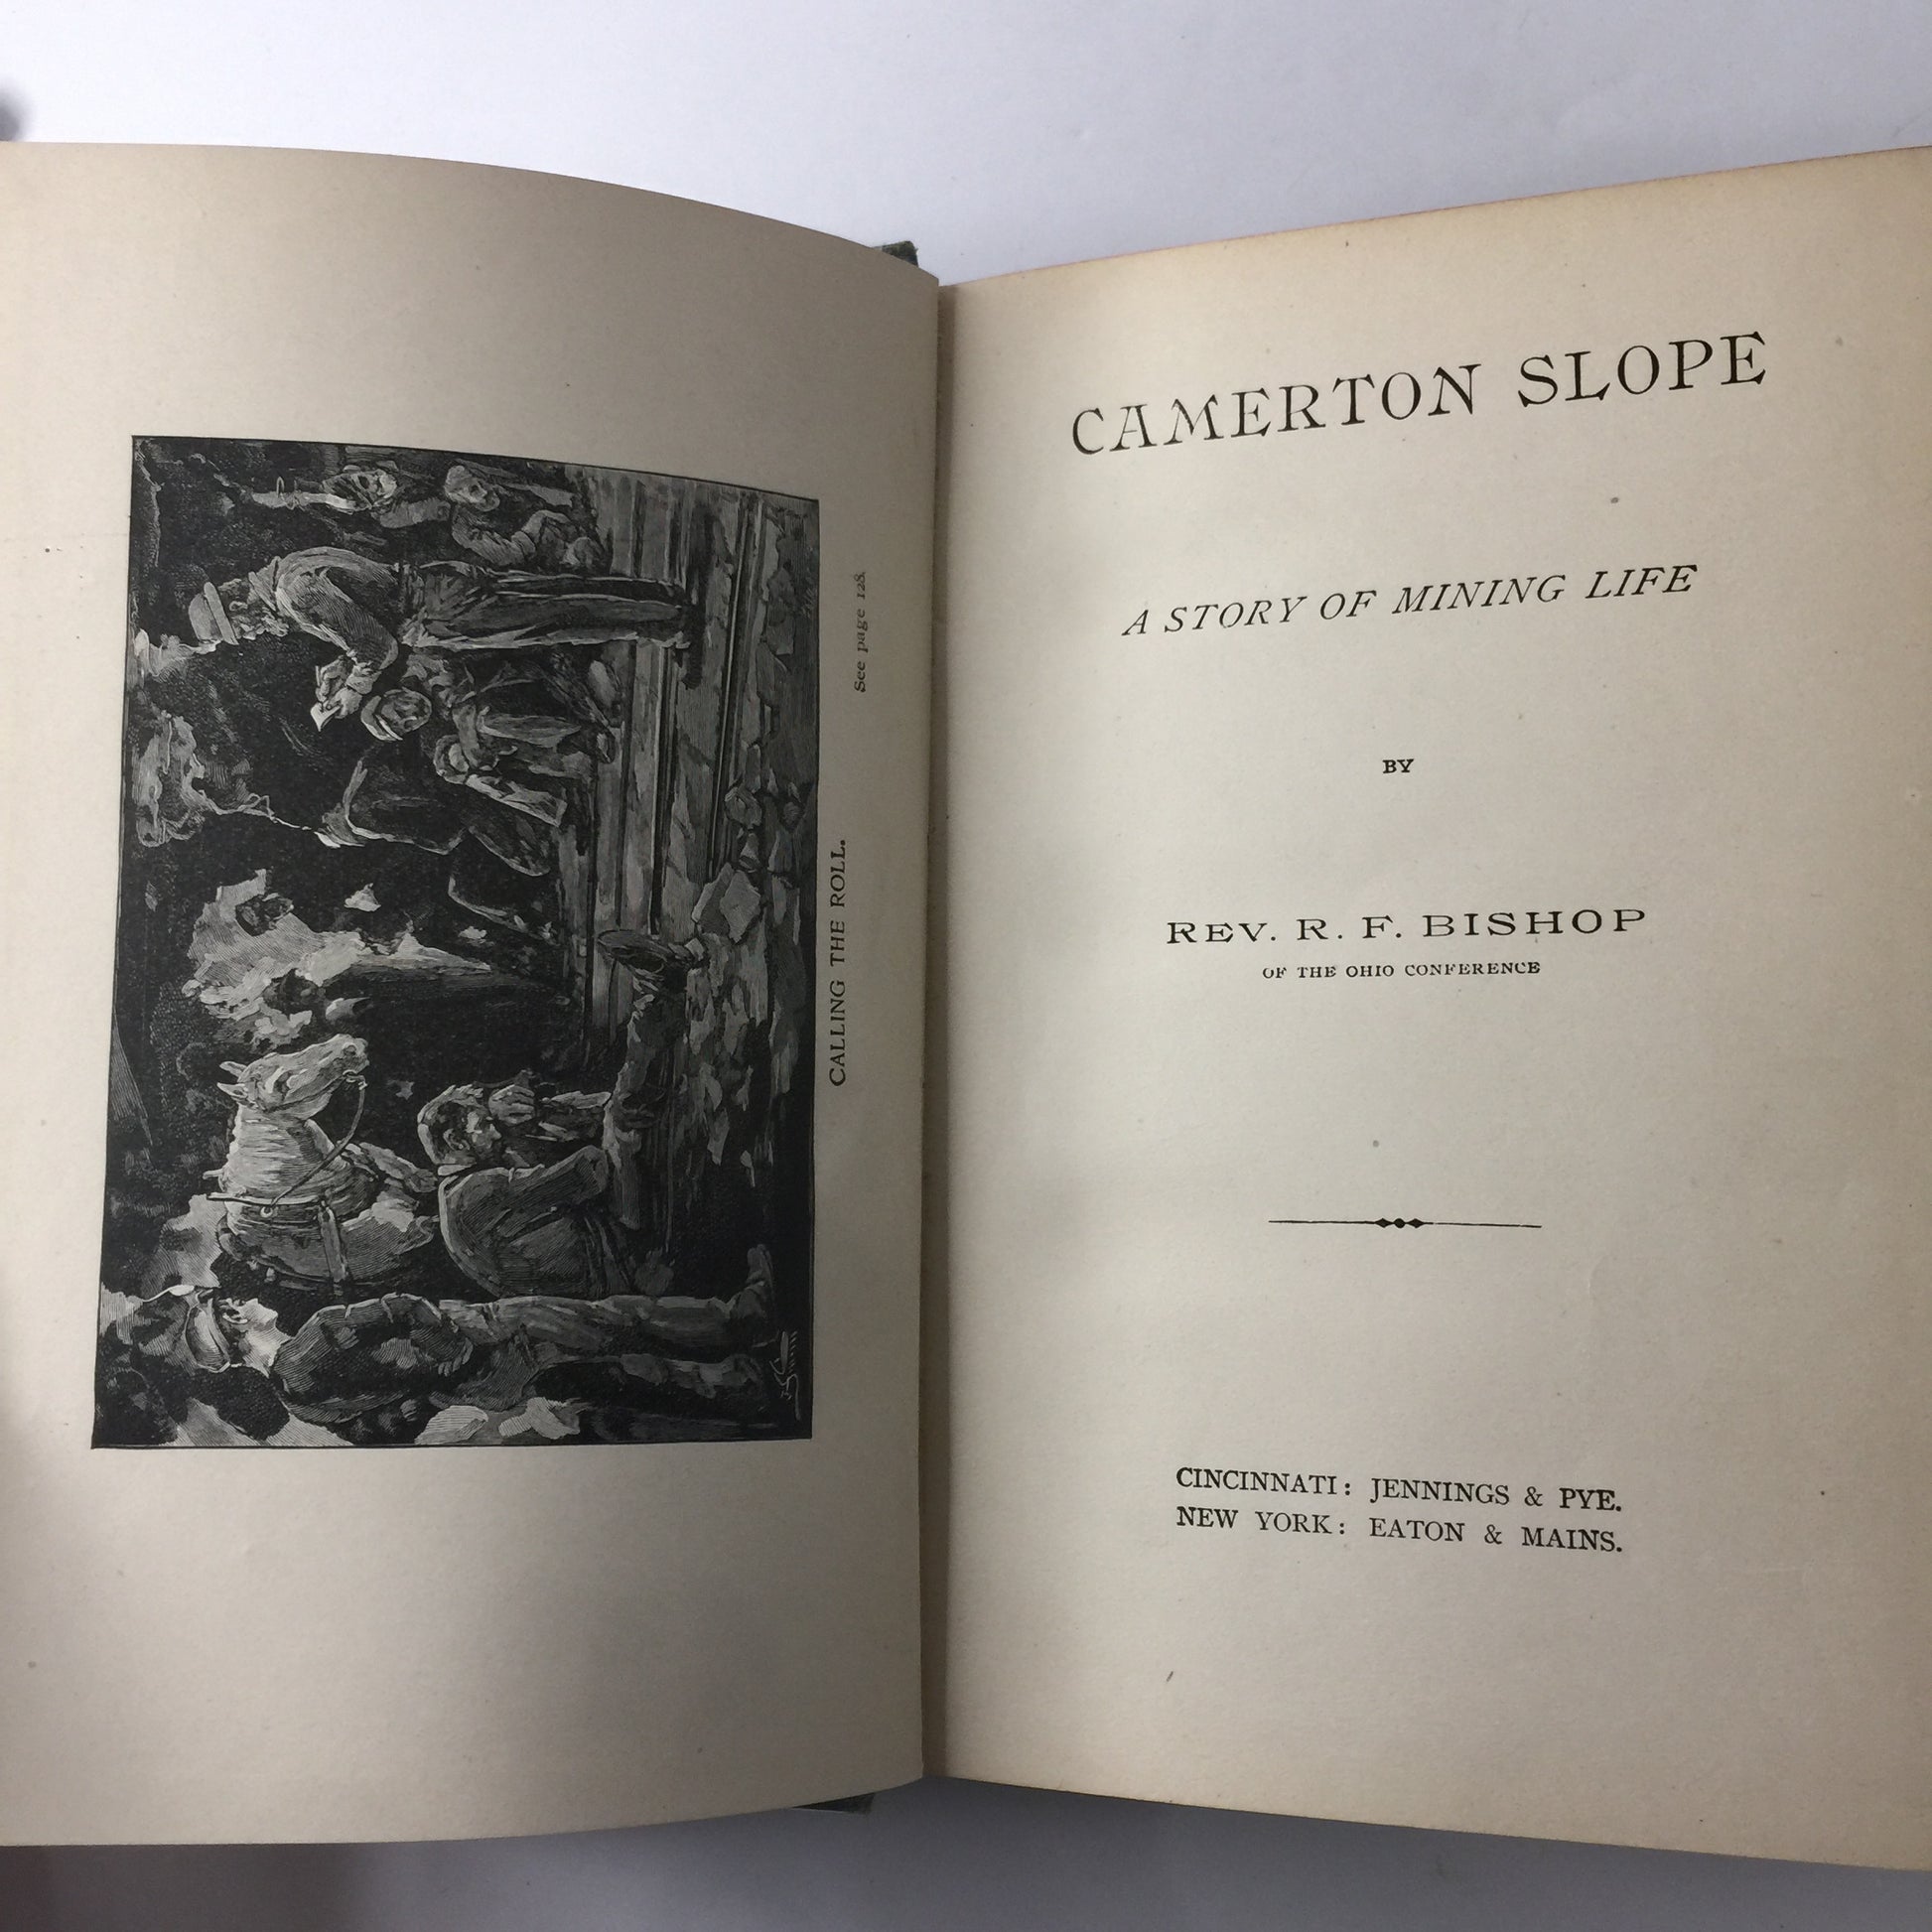 CALLING THE ROLL.
See page 128.
CAMERTON SLOPE
A STORY OF MINING LIFE
BY
REV. R. F. BISHOP
OF THE OHIO CONFERENCE
CINCINNATI: JENNINGS & PYE.
NEW YORK: EATON & MAINS.